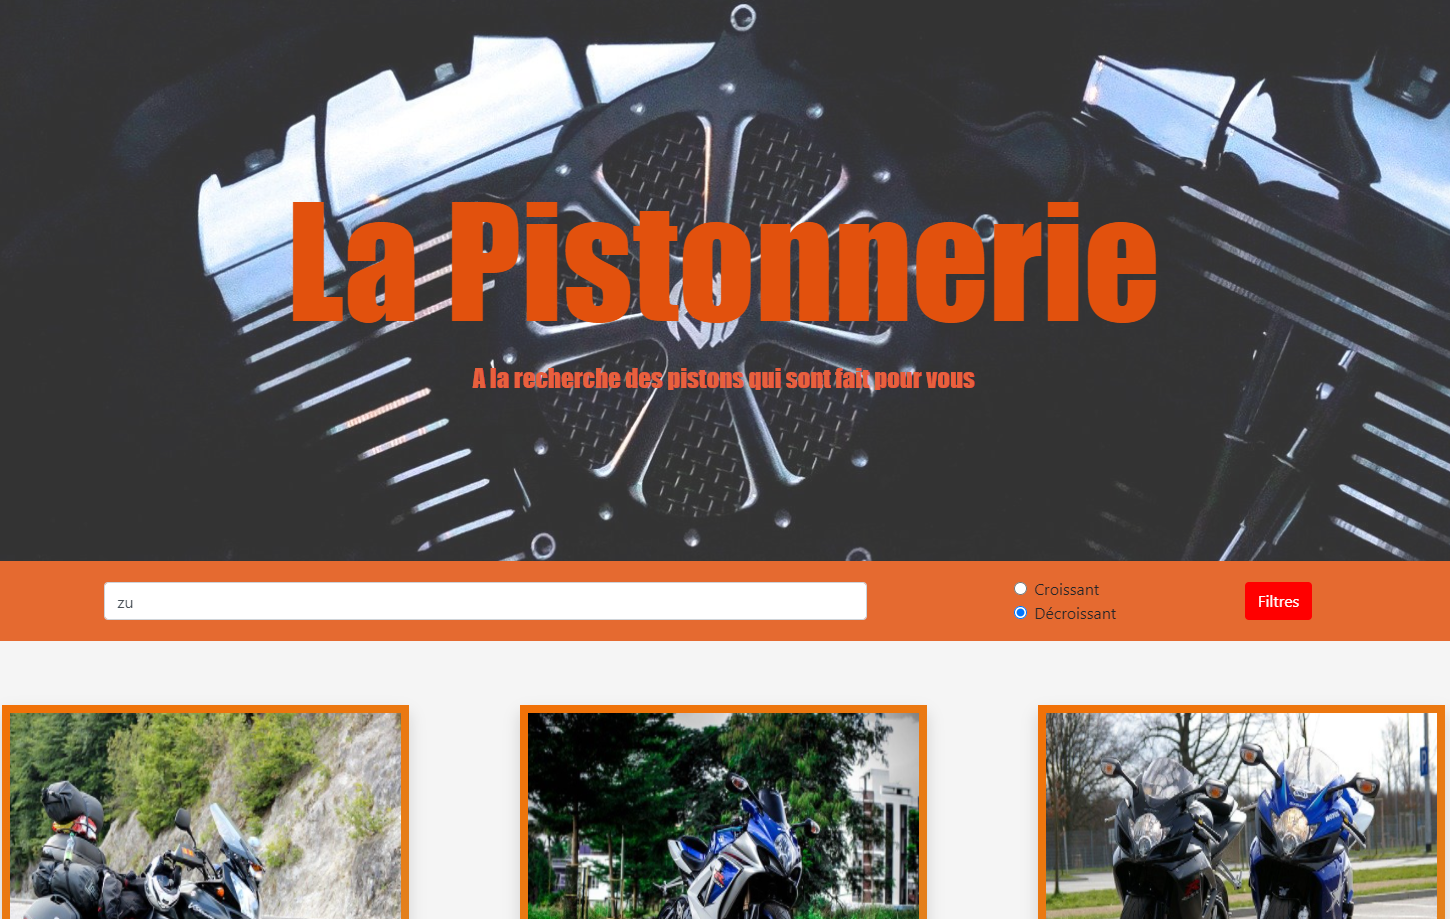 La Pistonnerie
A la recherche des pistons qui sont fait pour vous
zu
Croissant
Décroissant
Filtres